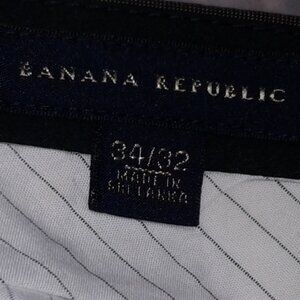 BANANA REPUBLIC
34/32
MADE IN
SRI LANKA